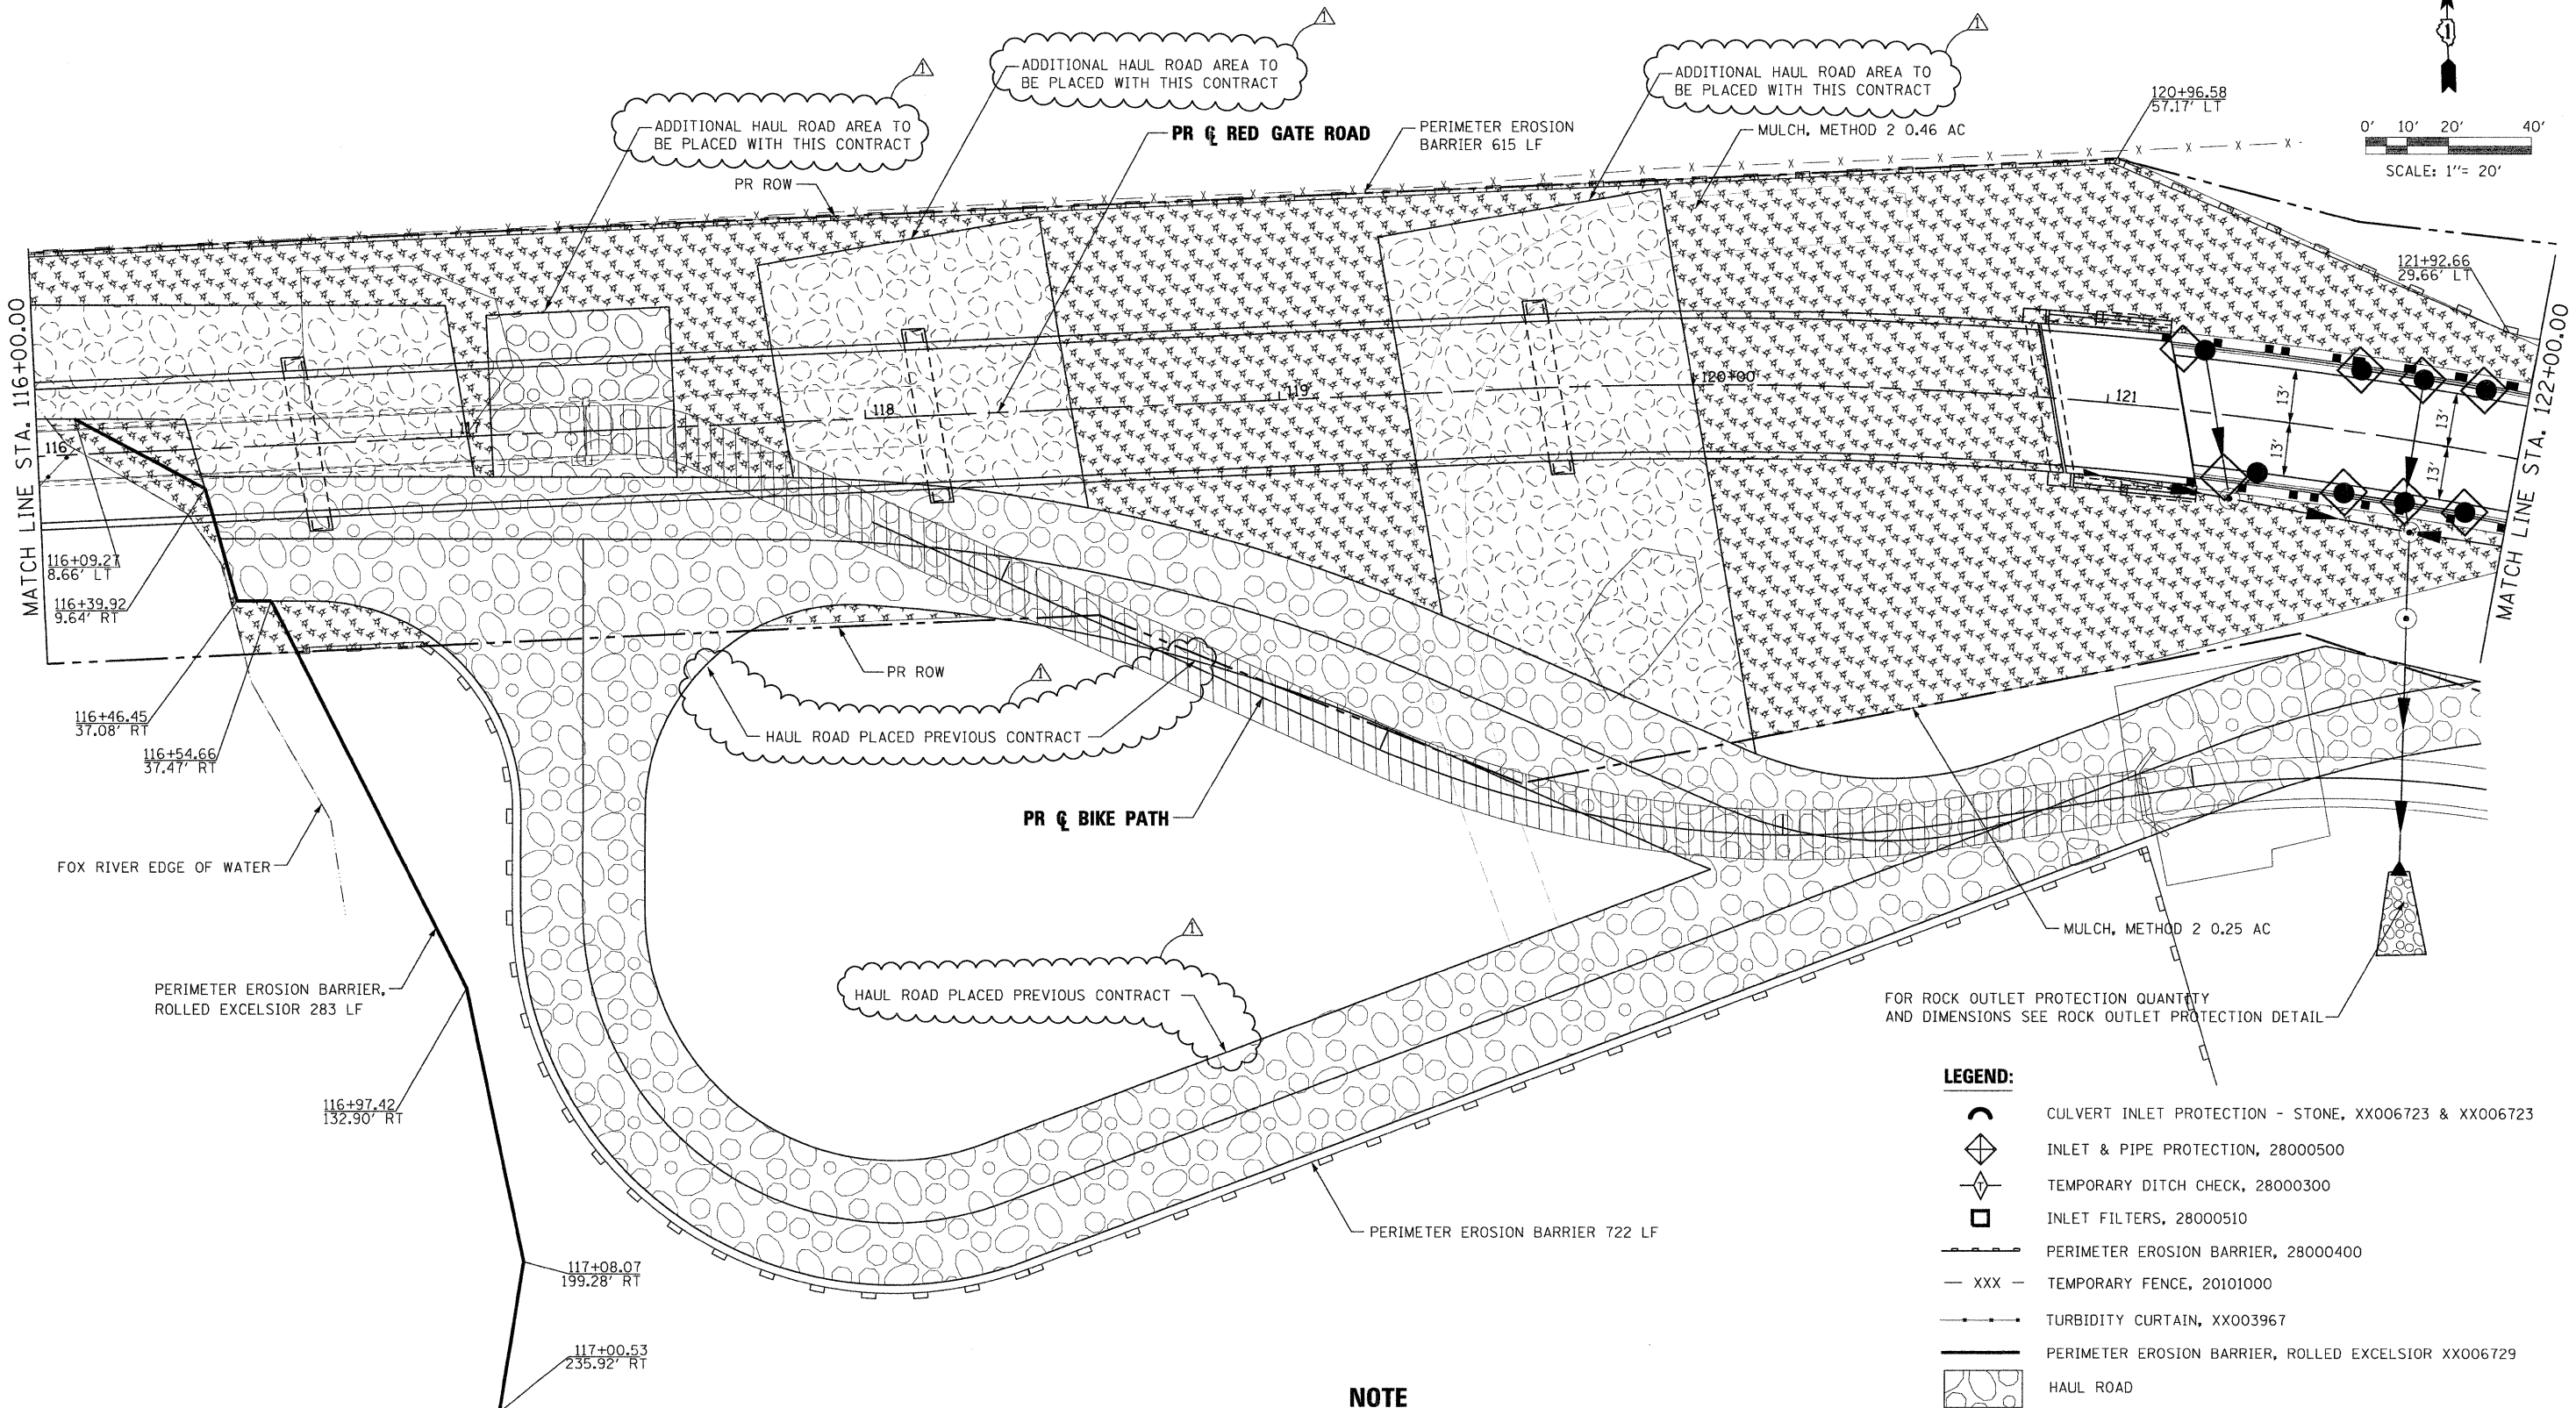 ADDITIONAL HAUL ROAD AREA TO
BE PLACED WITH THIS CONTRACT
1
ADDITIONAL HAUL ROAD AREA TO
BE PLACED WITH THIS CONTRACT
1
ADDITIONAL HAUL ROAD AREA TO
BE PLACED WITH THIS CONTRACT
1
PR ℄ RED GATE ROAD
PERIMETER EROSION
BARRIER 615 LF
MULCH, METHOD 2 0.46 AC
PR ROW
120+96.58
57.17' LT
0' 10' 20' 40'
SCALE: 1"= 20'
121+92.66
29.66' LT
MATCH LINE STA. 116+00.00
MATCH LINE STA. 122+00.00
116
117
118
119
120+00
121
13'
13'
13'
13'
116+09.27
8.66' LT
116+39.92
9.64' RT
116+46.45
37.08' RT
116+54.66
37.47' RT
PR ROW
1
HAUL ROAD PLACED PREVIOUS CONTRACT
PR ℄ BIKE PATH
FOX RIVER EDGE OF WATER
PERIMETER EROSION BARRIER,
ROLLED EXCELSIOR 283 LF
1
HAUL ROAD PLACED PREVIOUS CONTRACT
MULCH, METHOD 2 0.25 AC
FOR ROCK OUTLET PROTECTION QUANTITY
AND DIMENSIONS SEE ROCK OUTLET PROTECTION DETAIL
116+97.42
132.90' RT
PERIMETER EROSION BARRIER 722 LF
117+08.07
199.28' RT
117+00.53
235.92' RT
NOTE
LEGEND:
CULVERT INLET PROTECTION - STONE, XX006723 & XX006723
INLET & PIPE PROTECTION, 28000500
T
TEMPORARY DITCH CHECK, 28000300
INLET FILTERS, 28000510
PERIMETER EROSION BARRIER, 28000400
— XXX — TEMPORARY FENCE, 20101000
TURBIDITY CURTAIN, XX003967
PERIMETER EROSION BARRIER, ROLLED EXCELSIOR XX006729
HAUL ROAD